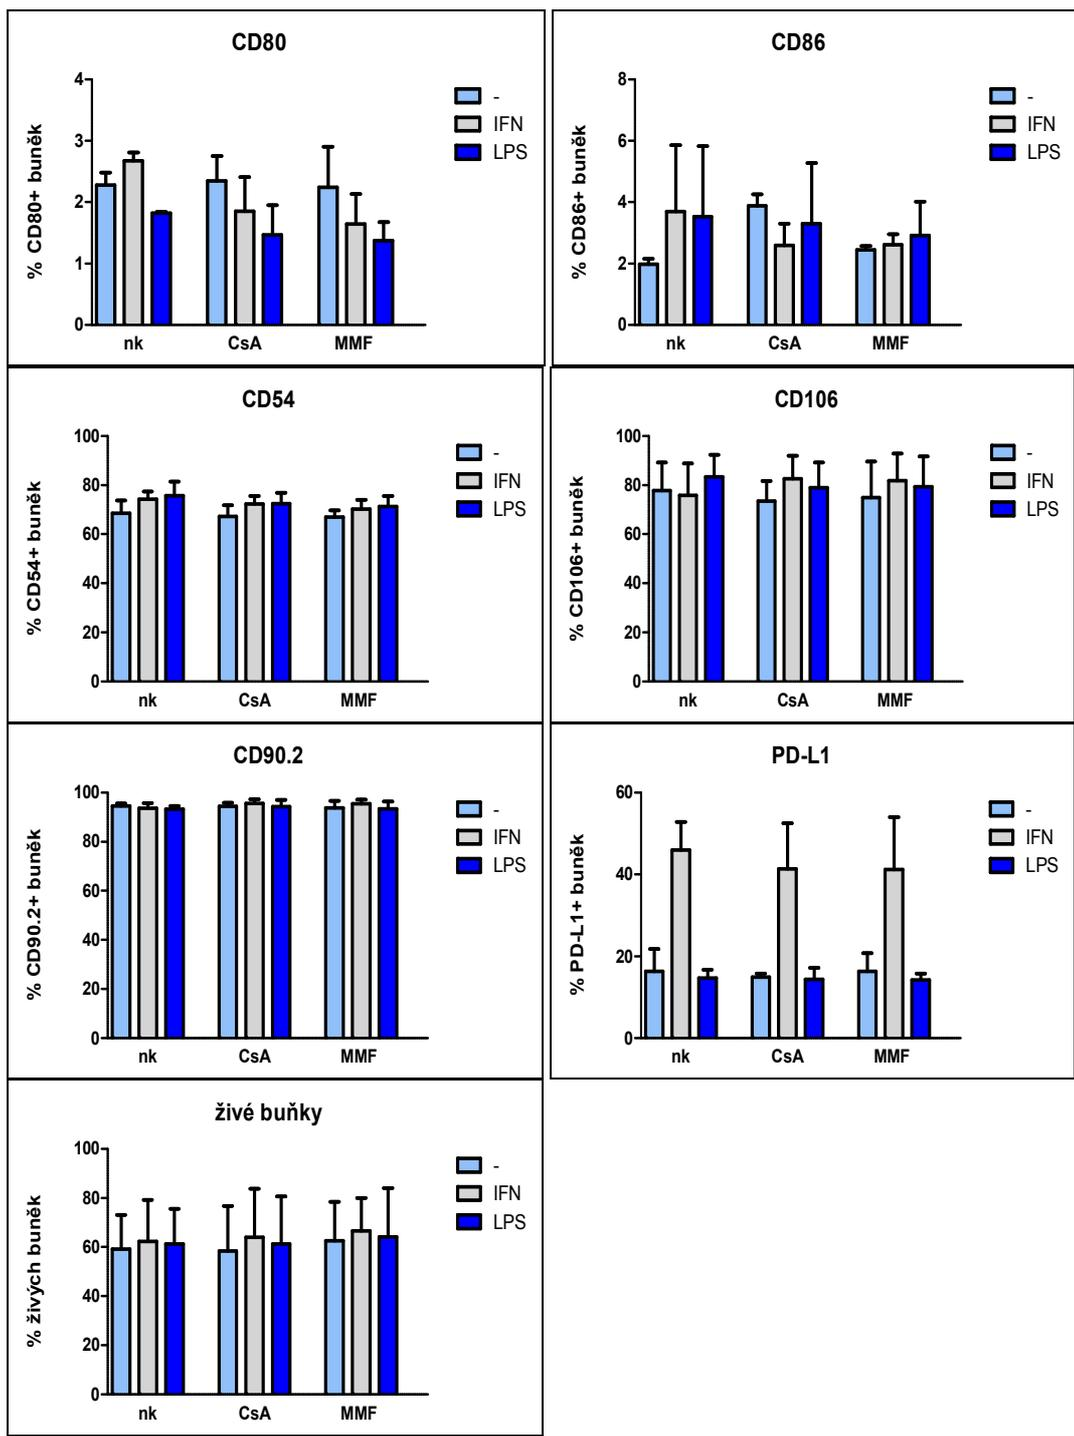 CD80
% CD80+ buněk
4
3
2
1
0
nk CsA MMF
-
IFN
LPS
CD86
% CD86+ buněk
8
6
4
2
0
nk CsA MMF
-
IFN
LPS
CD54
% CD54+ buněk
100
80
60
40
20
0
nk CsA MMF
-
IFN
LPS
CD106
% CD106+ buněk
100
80
60
40
20
0
nk CsA MMF
-
IFN
LPS
CD90.2
% CD90.2+ buněk
100
80
60
40
20
0
nk CsA MMF
-
IFN
LPS
PD-L1
% PD-L1+ buněk
60
40
20
0
nk CsA MMF
-
IFN
LPS
živé buňky
% živých buněk
100
80
60
40
20
0
nk CsA MMF
-
IFN
LPS